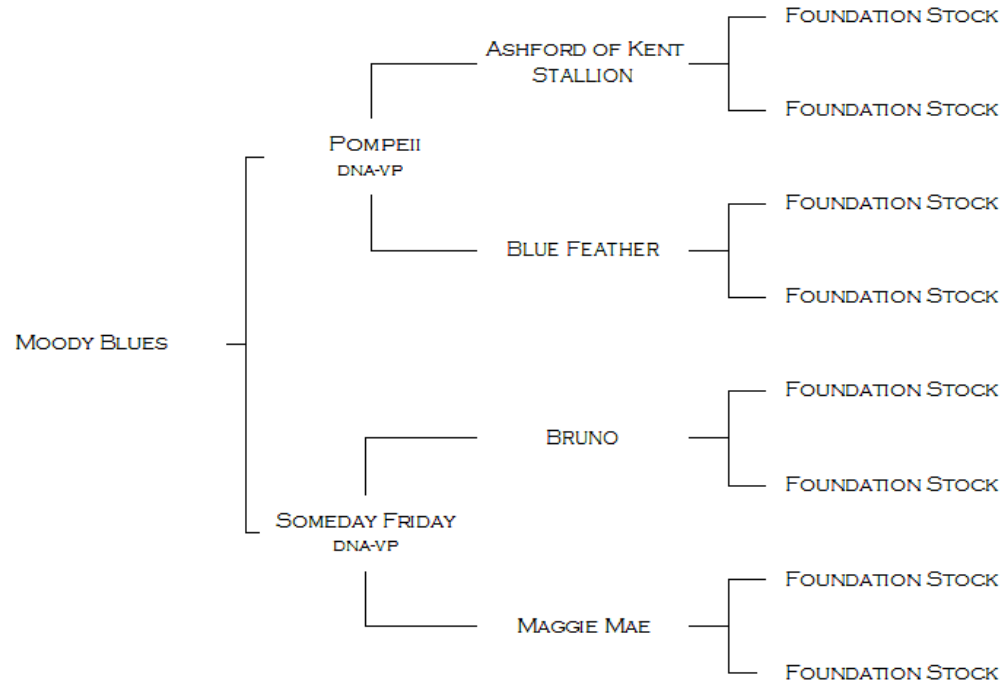 Foundation Stock
Ashford of Kent
Stallion
Foundation Stock
Pompeii
DNA-VP
Foundation Stock
Blue Feather
Foundation Stock
Moody Blues
Foundation Stock
Bruno
Foundation Stock
Someday Friday
DNA-VP
Foundation Stock
Maggie Mae
Foundation Stock